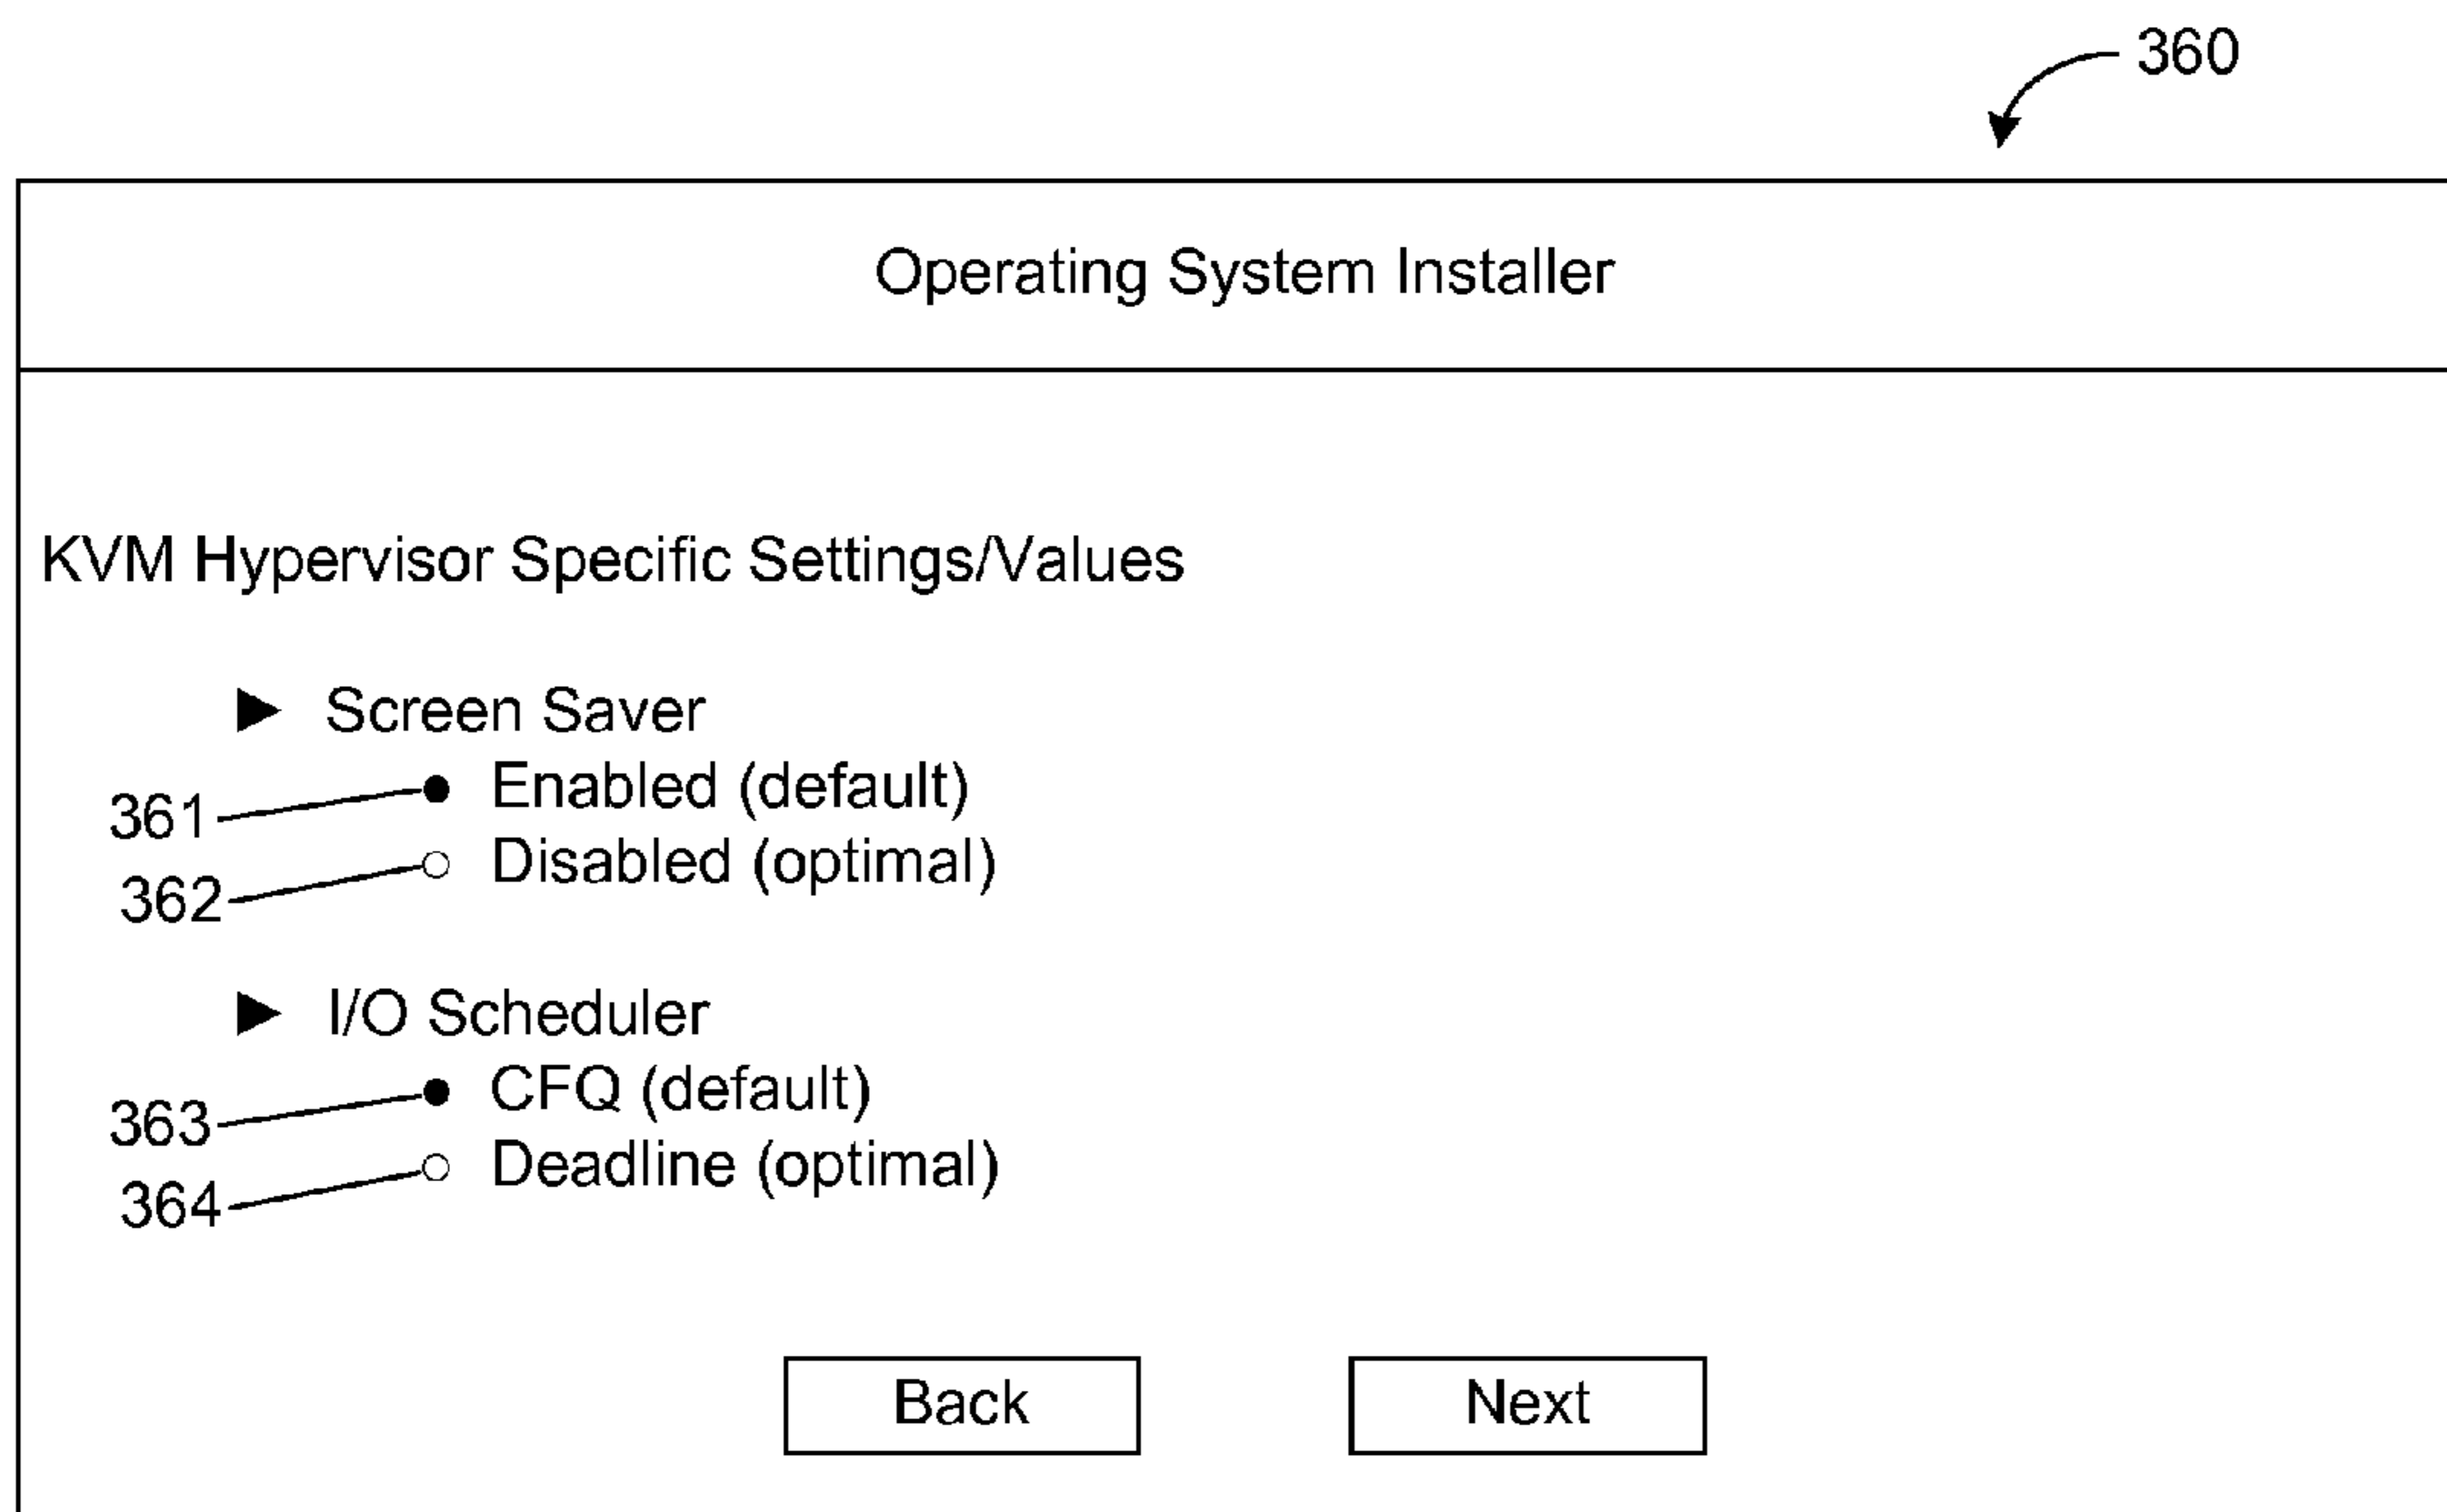 360
Operating System Installer
KVM Hypervisor Specific Settings/Values
Screen Saver
361 Enabled (default)
362 Disabled (optimal)
I/O Scheduler
363 CFQ (default)
364 Deadline (optimal)
Back Next